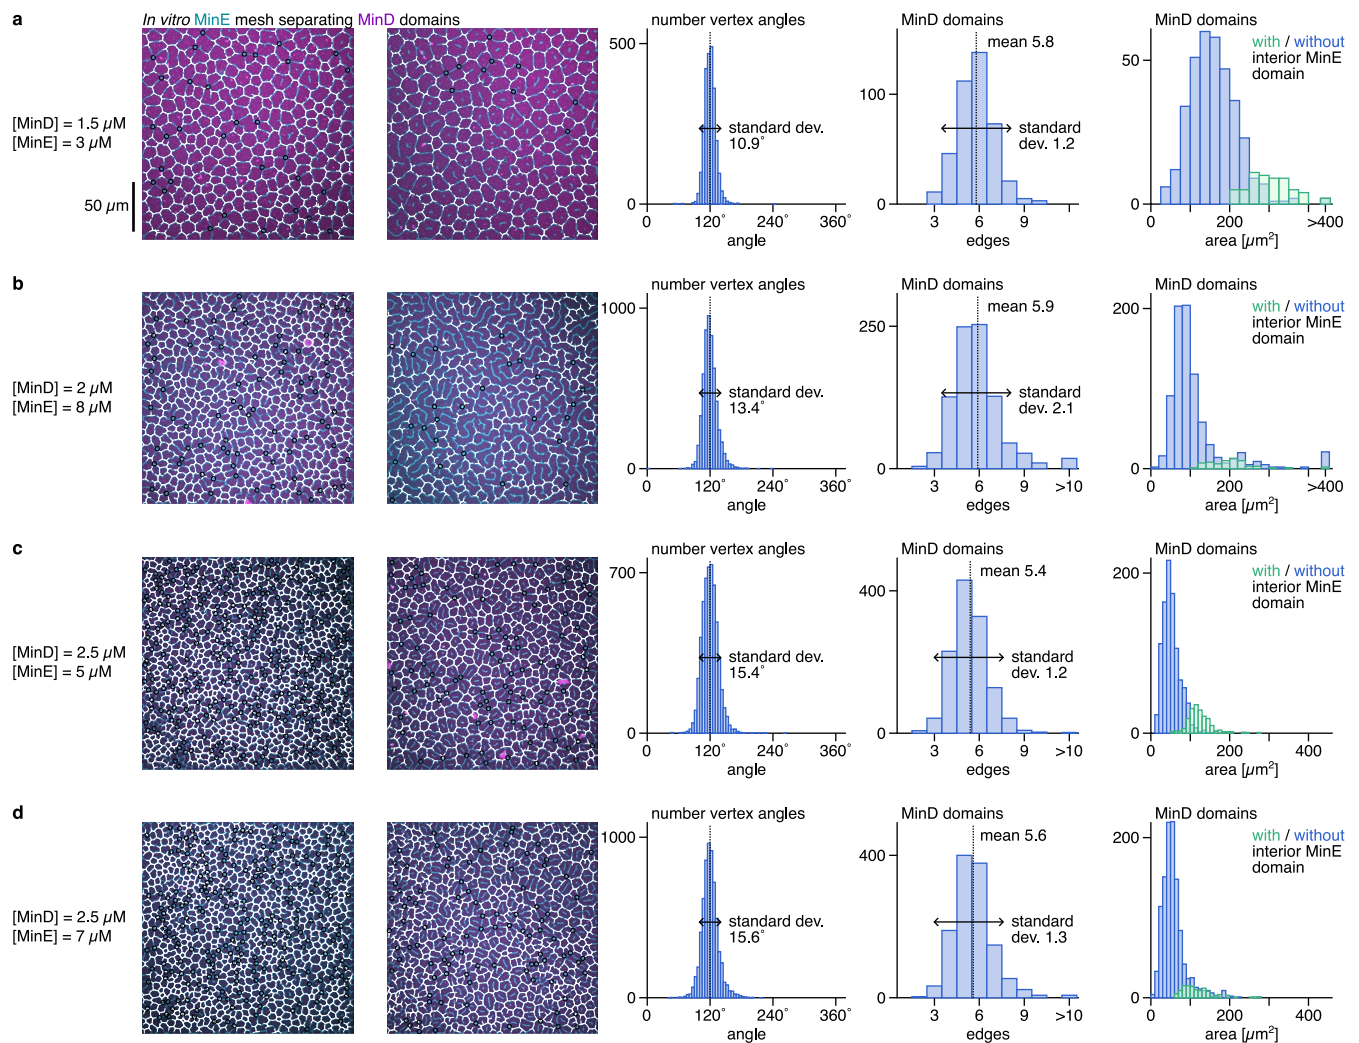 a
In vitro MinE mesh separating MinD domains
[MinD] = 1.5 µM
[MinE] = 3 µM
50 µm
number vertex angles
500
0
standard dev.
10.9°
0 120° 240° 360°
angle
MinD domains
mean 5.8
100
0
standard
dev. 1.2
3 6 9
edges
MinD domains
with / without
interior MinE
domain
50
0
0 200 >400
area [µm²]
b
[MinD] = 2 µM
[MinE] = 8 µM
number vertex angles
1000
0
standard dev.
13.4°
0 120° 240° 360°
angle
MinD domains
mean 5.9
250
0
standard
dev. 2.1
3 6 9 >10
edges
MinD domains
with / without
interior MinE
domain
200
0
0 200 >400
area [µm²]
c
[MinD] = 2.5 µM
[MinE] = 5 µM
number vertex angles
700
0
standard dev.
15.4°
0 120° 240° 360°
angle
MinD domains
mean 5.4
400
0
standard
dev. 1.2
3 6 9 >10
edges
MinD domains
with / without
interior MinE
domain
200
0
0 200 400
area [µm²]
d
[MinD] = 2.5 µM
[MinE] = 7 µM
number vertex angles
1000
0
standard dev.
15.6°
0 120° 240° 360°
angle
MinD domains
mean 5.6
400
0
standard
dev. 1.3
3 6 9 >10
edges
MinD domains
with / without
interior MinE
domain
200
0
0 200 400
area [µm²]